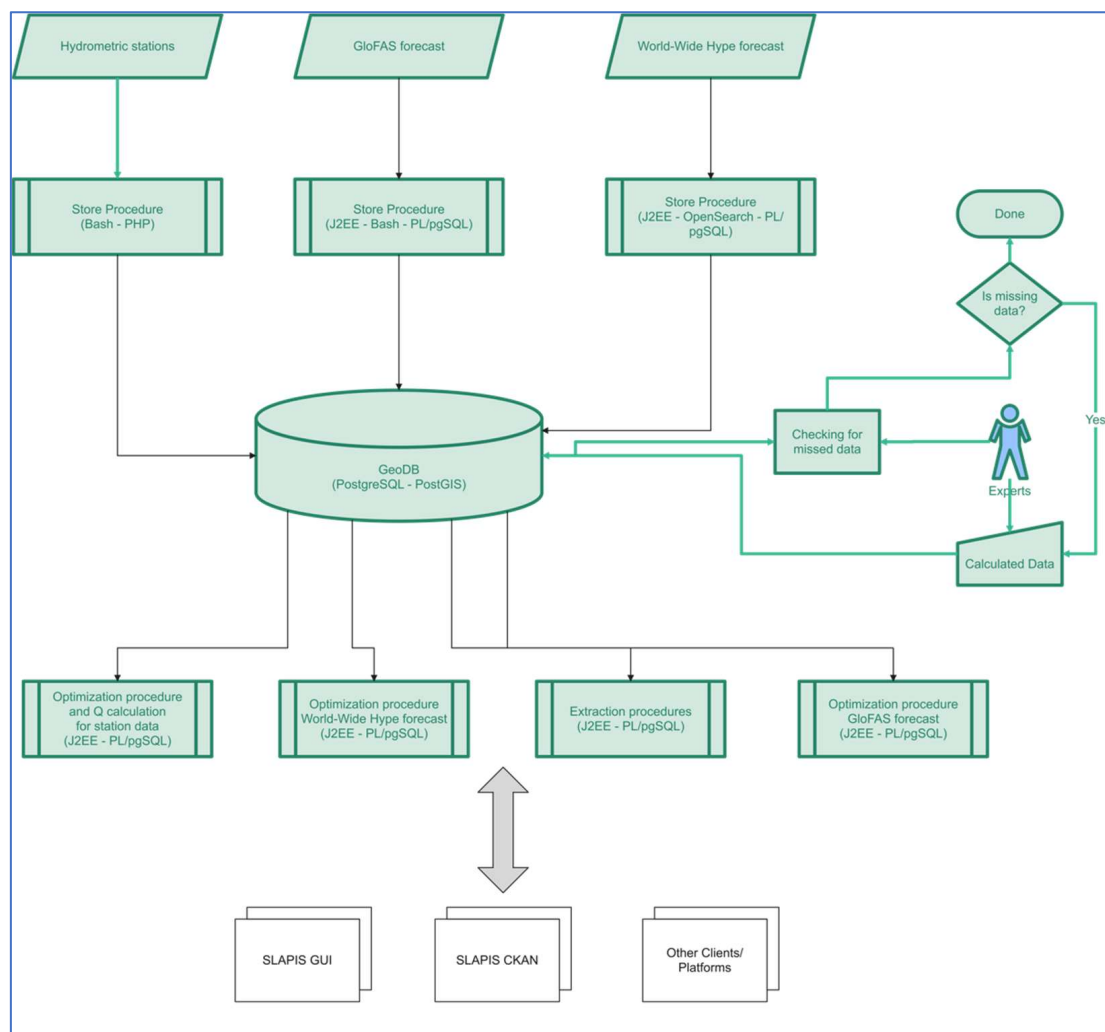 Hydrometric stations
GloFAS forecast
World-Wide Hype forecast
Store Procedure
(Bash - PHP)
Store Procedure
(J2EE - Bash - PL/pgSQL)
Store Procedure
(J2EE - OpenSearch - PL/
pgSQL)
Done
Is missing
data?
Yes
Checking for
missed data
Experts
GeoDB
(PostgreSQL - PostGIS)
Calculated Data
Optimization procedure
and Q calculation
for station data
(J2EE - PL/pgSQL)
Optimization procedure
World-Wide Hype forecast
(J2EE - PL/pgSQL)
Extraction procedures
(J2EE - PL/pgSQL)
Optimization procedure
GloFAS forecast
(J2EE - PL/pgSQL)
SLAPIS GUI
SLAPIS CKAN
Other Clients/
Platforms